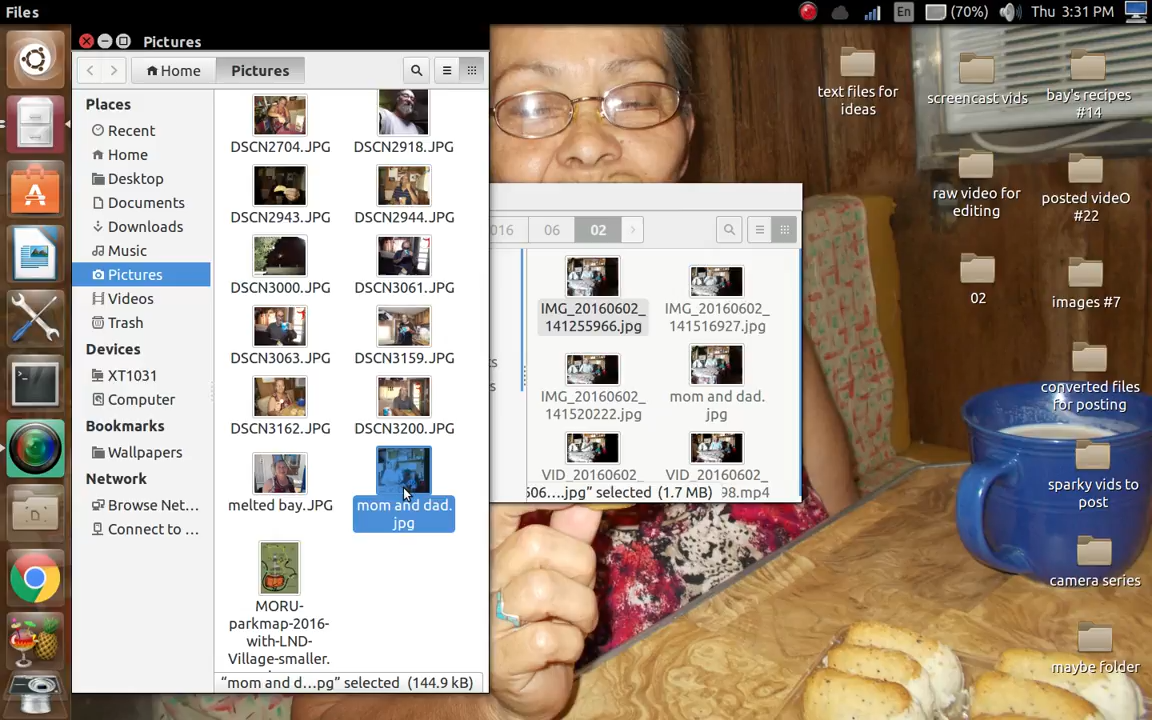 Files
En
(70%)
Thu 3:31 PM
Pictures
Home
Pictures
Places
Recent
Home
Desktop
Documents
Downloads
Music
Pictures
Videos
Trash
Devices
XT1031
Computer
Bookmarks
Wallpapers
Network
Browse Net...
Connect to ...
DSCN2704.JPG
DSCN2918.JPG
DSCN2943.JPG
DSCN2944.JPG
DSCN3000.JPG
DSCN3061.JPG
DSCN3063.JPG
DSCN3159.JPG
DSCN3162.JPG
DSCN3200.JPG
melted bay.JPG
mom and dad.
jpg
MORU-
parkmap-2016-
with-LND-
Village-smaller.
“mom and d...pg” selected (144.9 kB)
016
06
02
IMG_20160602_
141255966.jpg
IMG_20160602_
141516927.jpg
IMG_20160602_
141520222.jpg
mom and dad.
jpg
VID_20160602_
VID_20160602_
98.mp4
606....jpg” selected (1.7 MB)
text files for
ideas
screencast vids
bay's recipes
#14
raw video for
editing
posted videO
#22
02
images #7
converted files
for posting
sparky vids to
post
camera series
maybe folder